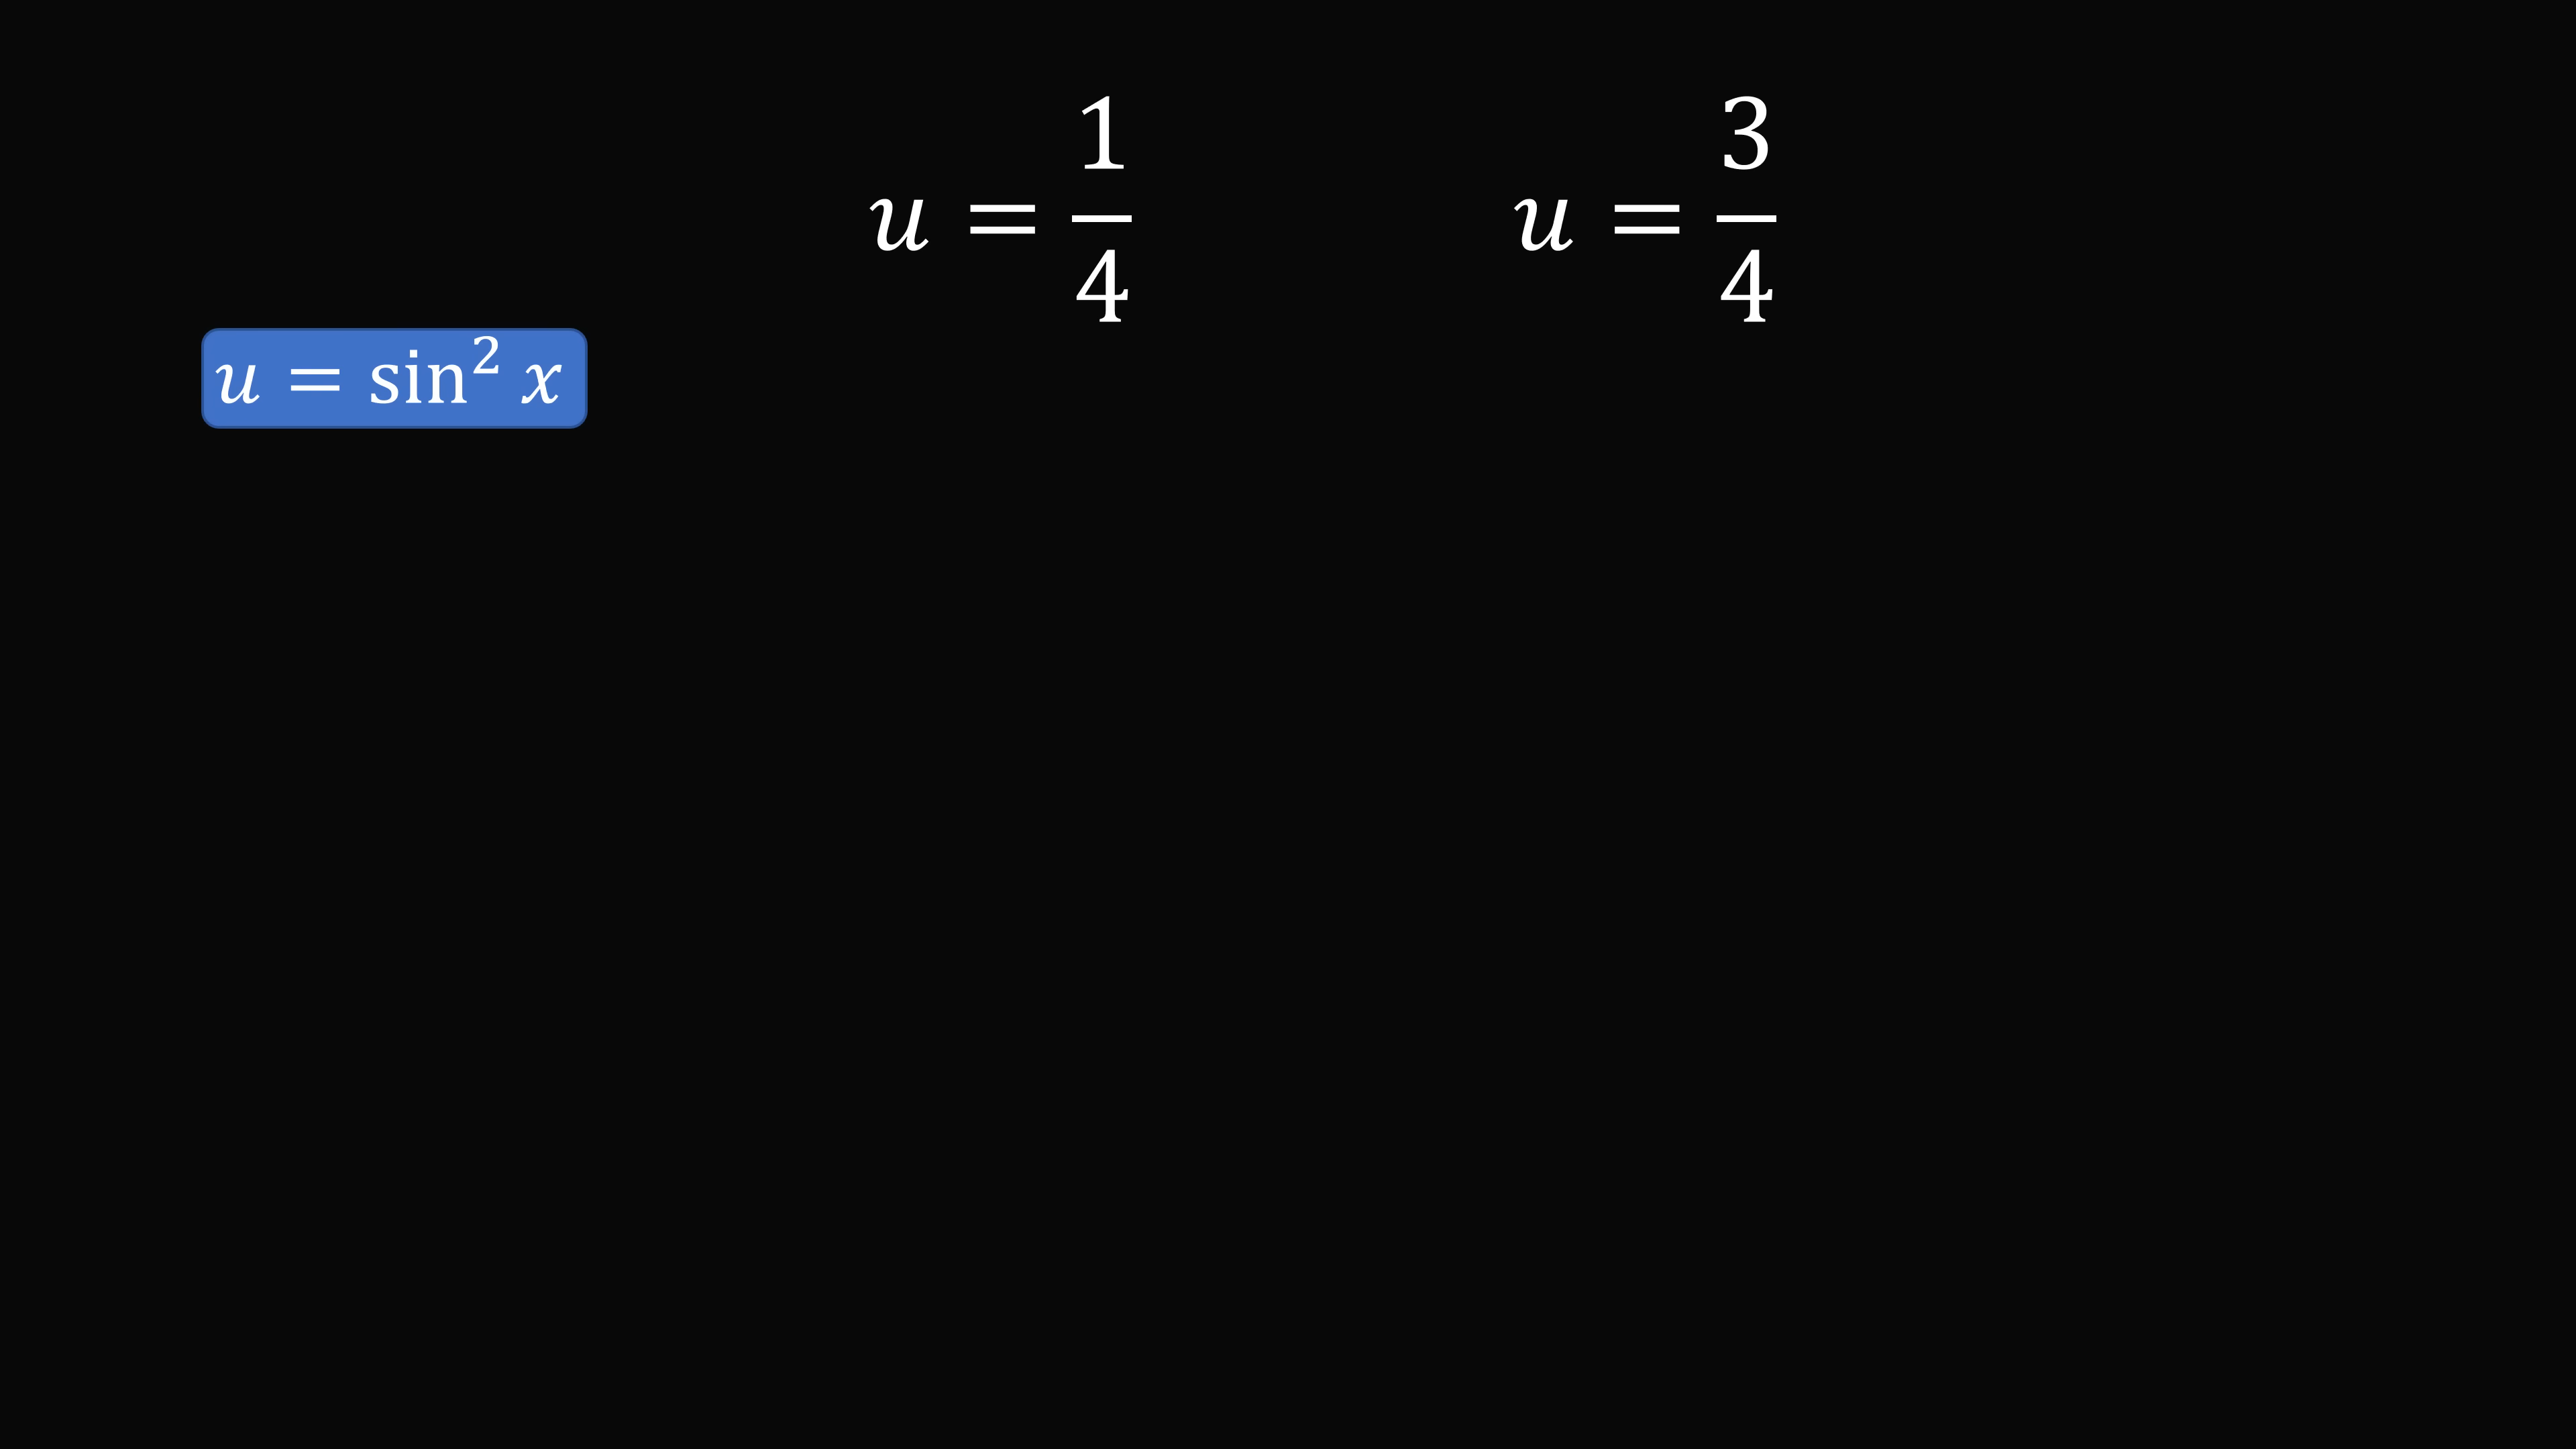 u = 1/4
u = 3/4
u = sin² x